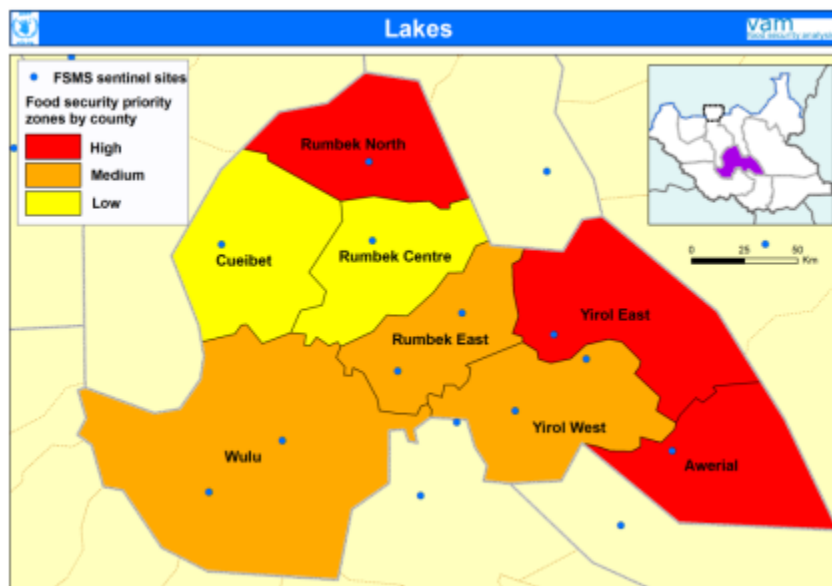 Lakes
vam
food security analysis
FSMS sentinel sites
Food security priority
zones by county
High
Medium
Low
Rumbek North
Cueibet
Rumbek Centre
Rumbek East
Yirol East
Yirol West
Wulu
Awerial
0 25 50
Km